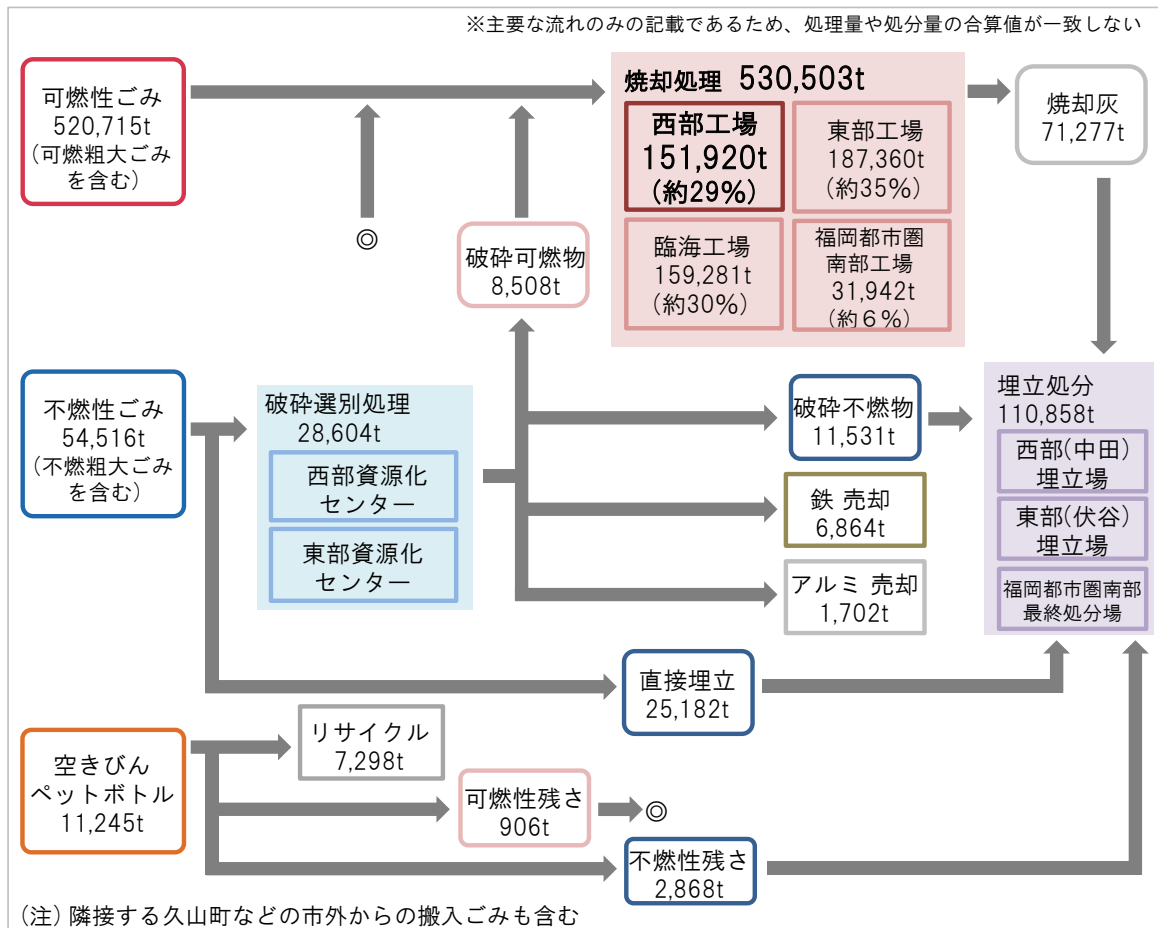 ※主要な流れのみの記載であるため、処理量や処分量の合算値が一致しない
可燃性ごみ
520,715t
(可燃粗大ごみ
を含む)
焼却処理 530,503t
西部工場
151,920t
(約29%)
東部工場
187,360t
(約35%)
臨海工場
159,281t
(約30%)
福岡都市圏
南部工場
31,942t
(約6%)
焼却灰
71,277t
◎
破砕可燃物
8,508t
不燃性ごみ
54,516t
(不燃粗大ごみ
を含む)
破砕選別処理
28,604t
西部資源化
センター
東部資源化
センター
破砕不燃物
11,531t
鉄 売却
6,864t
アルミ 売却
1,702t
埋立処分
110,858t
西部(中田)
埋立場
東部(伏谷)
埋立場
福岡都市圏南部
最終処分場
直接埋立
25,182t
空きびん
ペットボトル
11,245t
リサイクル
7,298t
可燃性残さ
906t
◎
不燃性残さ
2,868t
(注) 隣接する久山町などの市外からの搬入ごみも含む